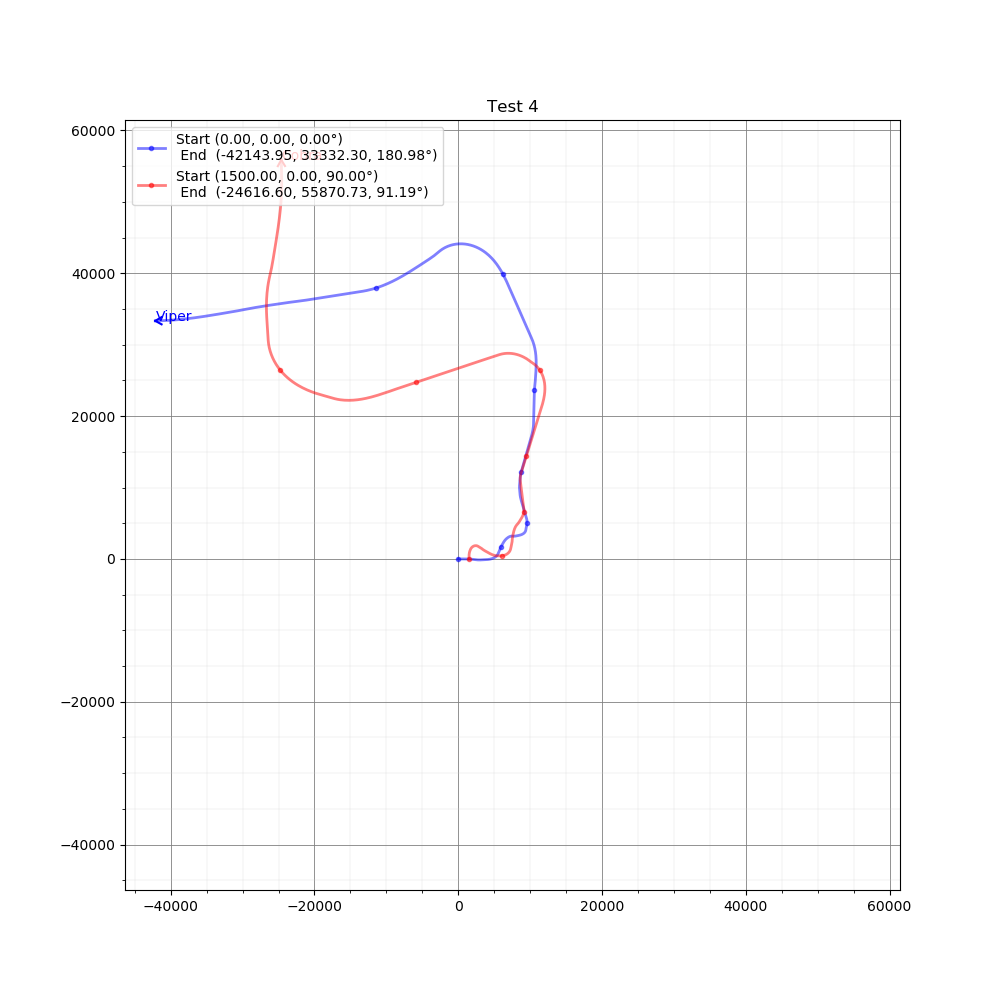 Test 4
60000
Start (0.00, 0.00, 0.00°)
End (-42143.95, 33332.30, 180.98°)
Start (1500.00, 0.00, 90.00°)
End (-24616.60, 55870.73, 91.19°)
40000
Viper
20000
0
−20000
−40000
−40000 −20000 0 20000 40000 60000